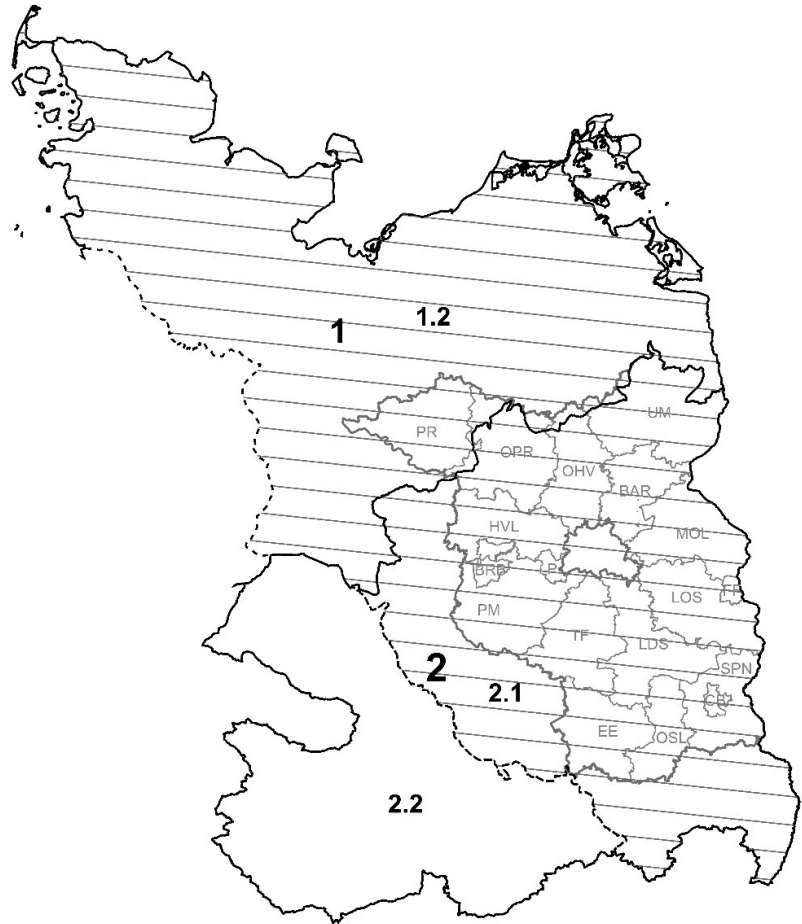 1.2
1
UM
PR
OPR
OHV
BAR
HVL
MOL
BRB
P
LOS
FF
PM
TF
LDS
2
SPN
2.1
CB
EE
OSL
2.2